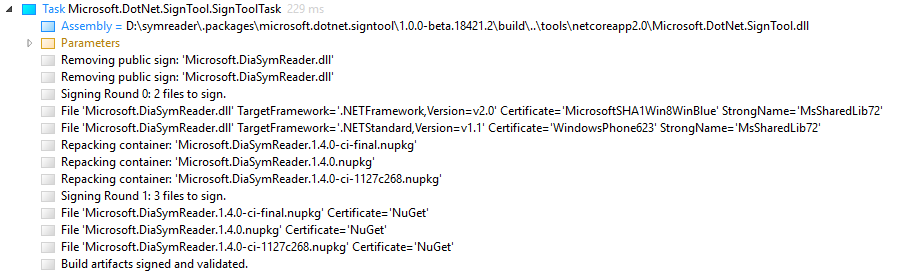 Task Microsoft.DotNet.SignTool.SignToolTask 229 ms
Assembly = D:\symreader\.packages\microsoft.dotnet.signtool\1.0.0-beta.18421.2\build\..\tools\netcoreapp2.0\Microsoft.DotNet.SignTool.dll
Parameters
Removing public sign: 'Microsoft.DiaSymReader.dll'
Removing public sign: 'Microsoft.DiaSymReader.dll'
Signing Round 0: 2 files to sign.
File 'Microsoft.DiaSymReader.dll' TargetFramework='.NETFramework,Version=v2.0' Certificate='MicrosoftSHA1Win8WinBlue' StrongName='MsSharedLib72'
File 'Microsoft.DiaSymReader.dll' TargetFramework='.NETStandard,Version=v1.1' Certificate='WindowsPhone623' StrongName='MsSharedLib72'
Repacking container: 'Microsoft.DiaSymReader.1.4.0-ci-final.nupkg'
Repacking container: 'Microsoft.DiaSymReader.1.4.0.nupkg'
Repacking container: 'Microsoft.DiaSymReader.1.4.0-ci-1127c268.nupkg'
Signing Round 1: 3 files to sign.
File 'Microsoft.DiaSymReader.1.4.0-ci-final.nupkg' Certificate='NuGet'
File 'Microsoft.DiaSymReader.1.4.0.nupkg' Certificate='NuGet'
File 'Microsoft.DiaSymReader.1.4.0-ci-1127c268.nupkg' Certificate='NuGet'
Build artifacts signed and validated.